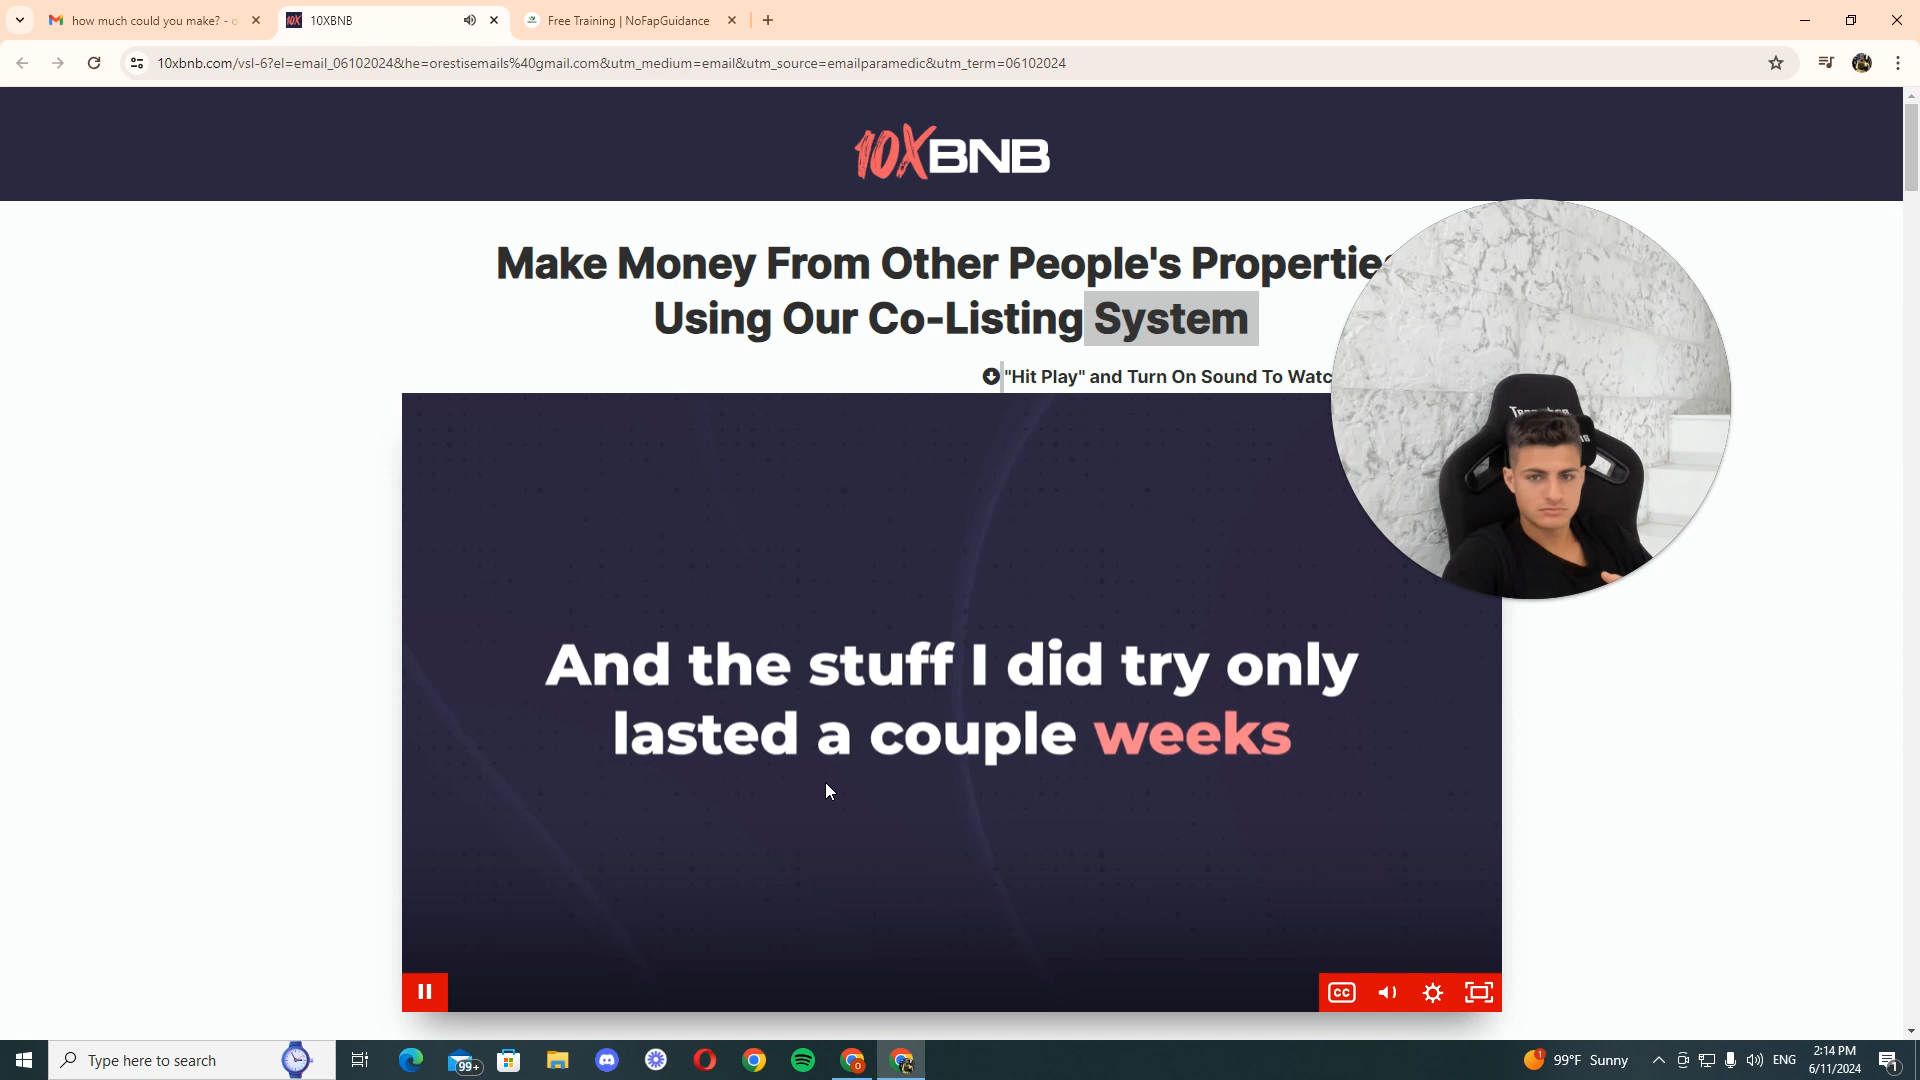 how much could you make? - o
10XBNB
Free Training | NoFapGuidance
10xbnb.com/vsl-6?el=email_06102024&he=orestisemails%40gmail.com&utm_medium=email&utm_source=emailparamedic&utm_term=06102024
10XBNB
Make Money From Other People's Properties
Using Our Co-Listing System
"Hit Play" and Turn On Sound To Watc
And the stuff I did try only
lasted a couple weeks
CC
Type here to search
99+
99°F Sunny
ENG
2:14 PM
6/11/2024
1